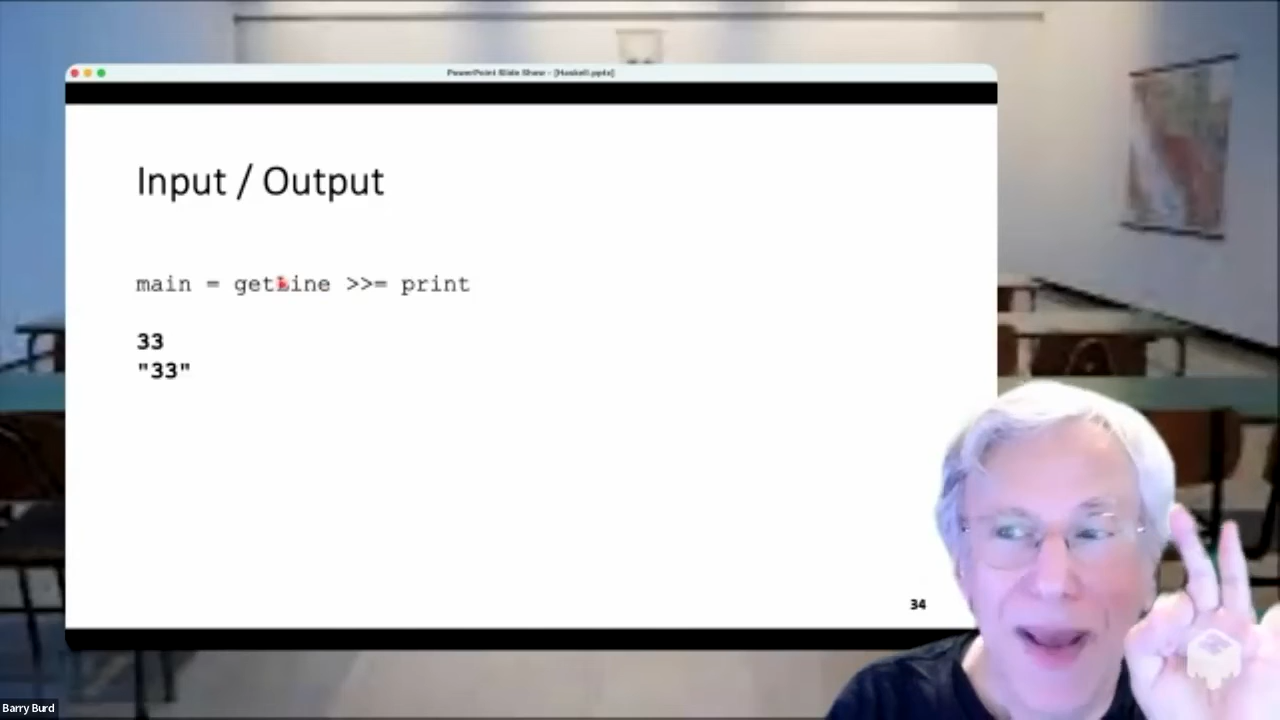 PowerPoint Slide Show - [Haskell.pptx]
Input / Output
main = getLine >>= print
33
"33"
34
Barry Burd